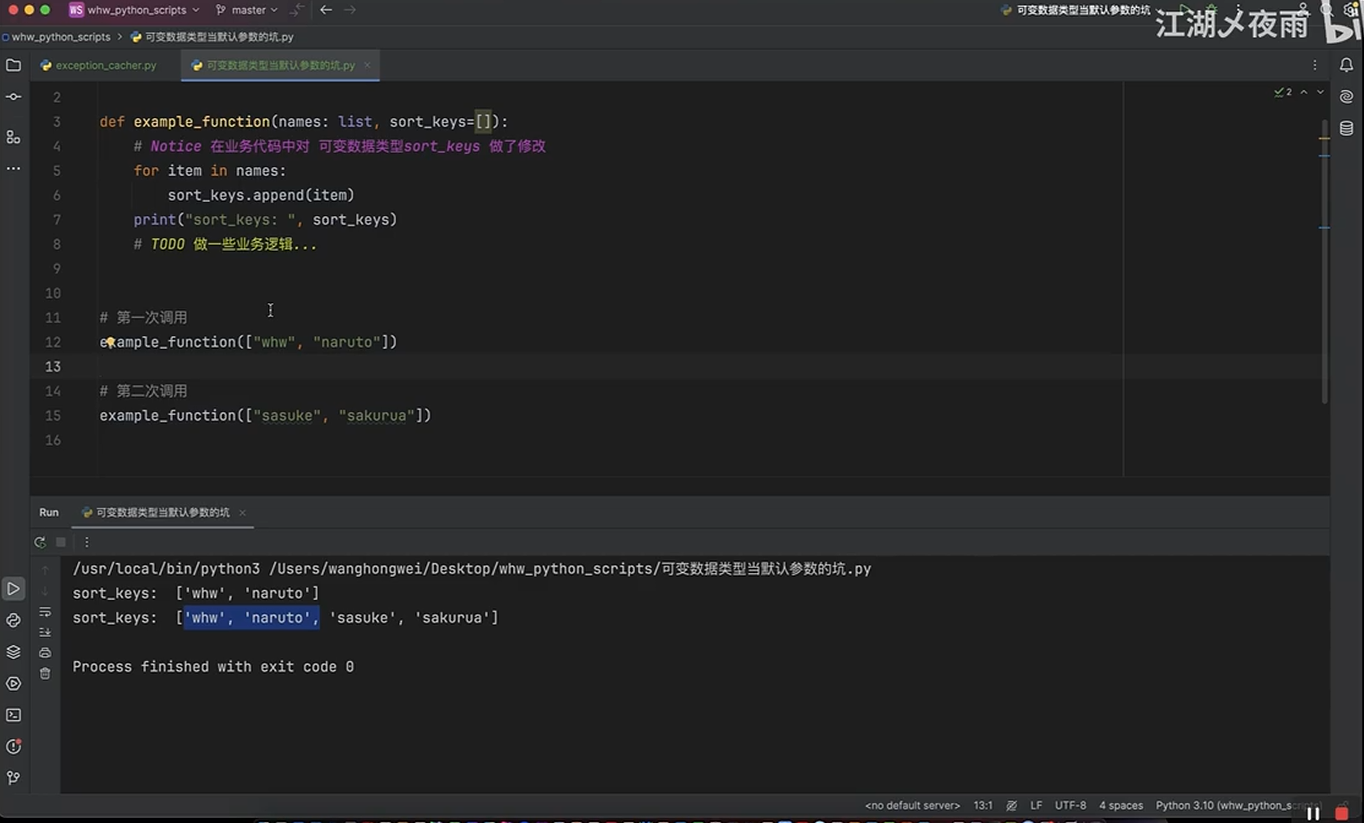 WS whw_python_scripts master 可变数据类型当默认参数的坑
江湖乄夜雨 bi
whw_python_scripts 可变数据类型当默认参数的坑.py
exception_cacher.py 可变数据类型当默认参数的坑.py
2
2
3 def example_function(names: list, sort_keys=[]):
4 # Notice 在业务代码中对 可变数据类型sort_keys 做了修改
5 for item in names:
6 sort_keys.append(item)
7 print("sort_keys: ", sort_keys)
8 # TODO 做一些业务逻辑...
9
10
11 # 第一次调用
12 example_function(["whw", "naruto"])
13
14 # 第二次调用
15 example_function(["sasuke", "sakurua"])
16
Run 可变数据类型当默认参数的坑
/usr/local/bin/python3 /Users/wanghongwei/Desktop/whw_python_scripts/可变数据类型当默认参数的坑.py
sort_keys:  ['whw', 'naruto']
sort_keys:  ['whw', 'naruto', 'sasuke', 'sakurua']
Process finished with exit code 0
<no default server> 13:1 LF UTF-8 4 spaces Python 3.10 (whw_python_scripts)